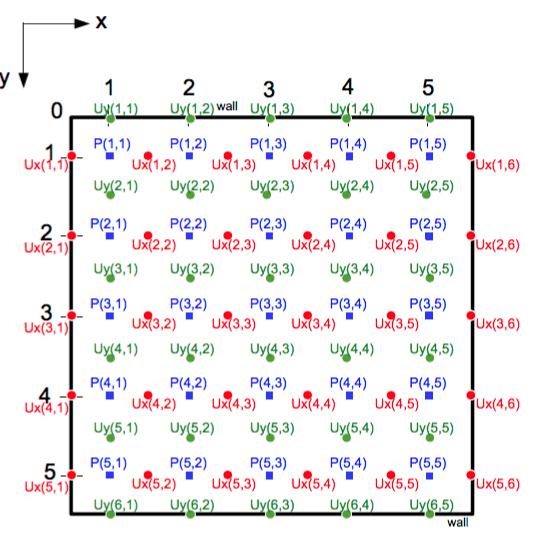 x
y
1 2 3 4 5
0 Uy(1,1) Uy(1,2) wall Uy(1,3) Uy(1,4) Uy(1,5)
P(1,1) P(1,2) P(1,3) P(1,4) P(1,5)
1 Ux(1,1) Ux(1,2) Ux(1,3) Ux(1,4) Ux(1,5) Ux(1,6)
Uy(2,1) Uy(2,2) Uy(2,3) Uy(2,4) Uy(2,5)
P(2,1) P(2,2) P(2,3) P(2,4) P(2,5)
2 Ux(2,1) Ux(2,2) Ux(2,3) Ux(2,4) Ux(2,5) Ux(2,6)
Uy(3,1) Uy(3,2) Uy(3,3) Uy(3,4) Uy(3,5)
P(3,1) P(3,2) P(3,3) P(3,4) P(3,5)
3 Ux(3,1) Ux(3,2) Ux(3,3) Ux(3,4) Ux(3,5) Ux(3,6)
Uy(4,1) Uy(4,2) Uy(4,3) Uy(4,4) Uy(4,5)
P(4,1) P(4,2) P(4,3) P(4,4) P(4,5)
4 Ux(4,1) Ux(4,2) Ux(4,3) Ux(4,4) Ux(4,5) Ux(4,6)
Uy(5,1) Uy(5,2) Uy(5,3) Uy(5,4) Uy(5,5)
P(5,1) P(5,2) P(5,3) P(5,4) P(5,5)
5 Ux(5,1) Ux(5,2) Ux(5,3) Ux(5,4) Ux(5,5) Ux(5,6)
Uy(6,1) Uy(6,2) Uy(6,3) Uy(6,4) Uy(6,5)
wall